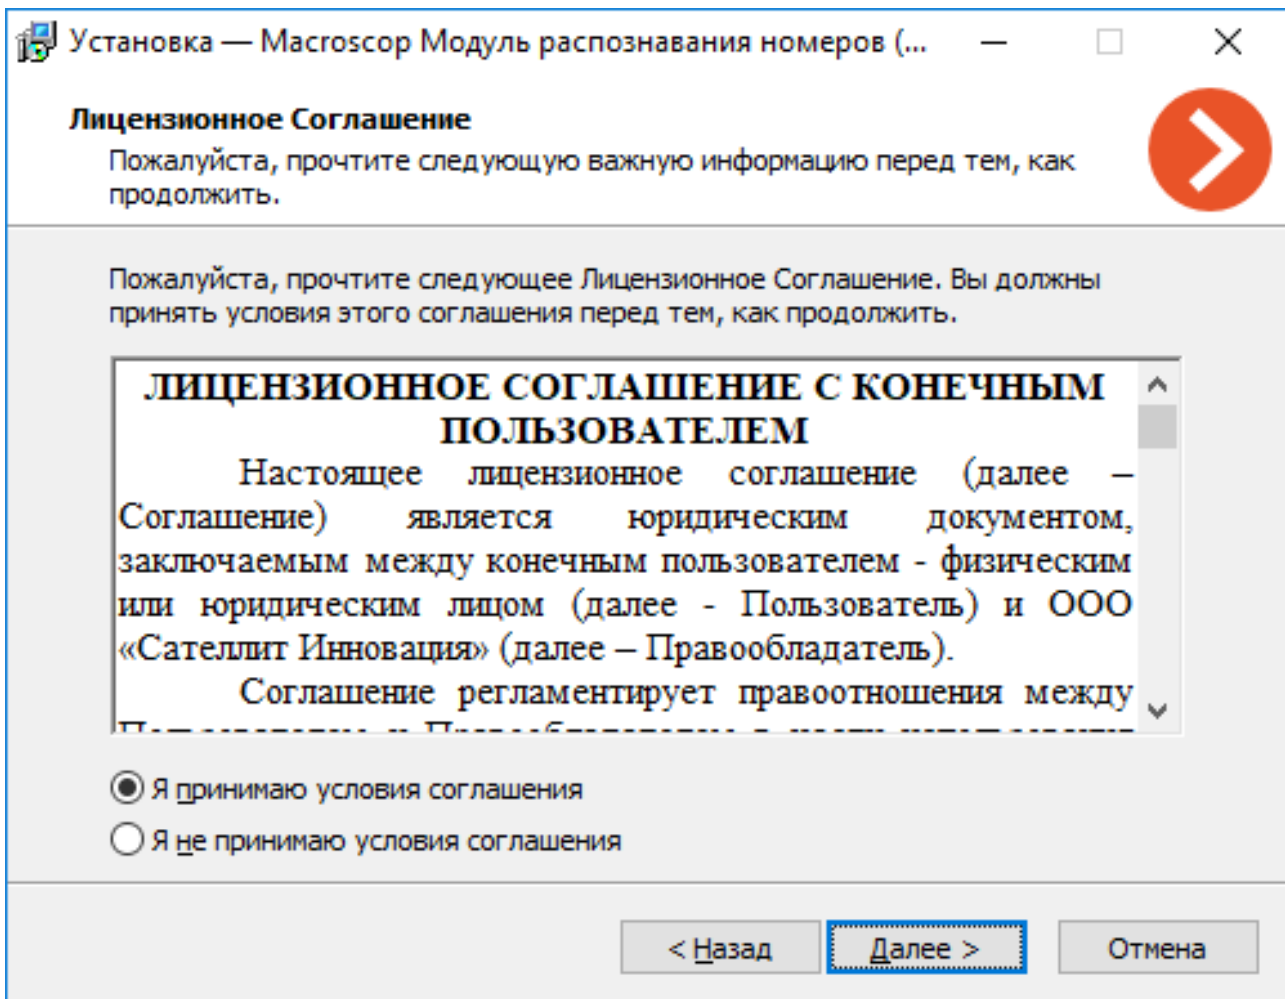 Установка — Macroscop Модуль распознавания номеров (...
Лицензионное Соглашение
Пожалуйста, прочтите следующую важную информацию перед тем, как
продолжить.
Пожалуйста, прочтите следующее Лицензионное Соглашение. Вы должны
принять условия этого соглашения перед тем, как продолжить.
ЛИЦЕНЗИОННОЕ СОГЛАШЕНИЕ С КОНЕЧНЫМ
ПОЛЬЗОВАТЕЛЕМ
Настоящее лицензионное соглашение (далее –
Соглашение) является юридическим документом,
заключаемым между конечным пользователем - физическим
или юридическим лицом (далее - Пользователь) и ООО
«Сателлит Инновация» (далее – Правообладатель).
Соглашение регламентирует правоотношения между
Я принимаю условия соглашения
Я не принимаю условия соглашения
< Назад
Далее >
Отмена